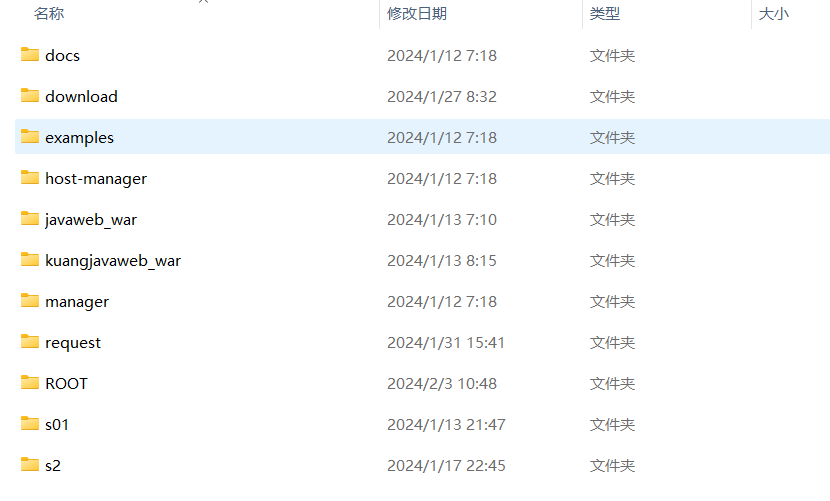 名称 修改日期 类型 大小
docs 2024/1/12 7:18 文件夹
download 2024/1/27 8:32 文件夹
examples 2024/1/12 7:18 文件夹
host-manager 2024/1/12 7:18 文件夹
javaweb_war 2024/1/13 7:10 文件夹
kuangjavaweb_war 2024/1/13 8:15 文件夹
manager 2024/1/12 7:18 文件夹
request 2024/1/31 15:41 文件夹
ROOT 2024/2/3 10:48 文件夹
s01 2024/1/13 21:47 文件夹
s2 2024/1/17 22:45 文件夹